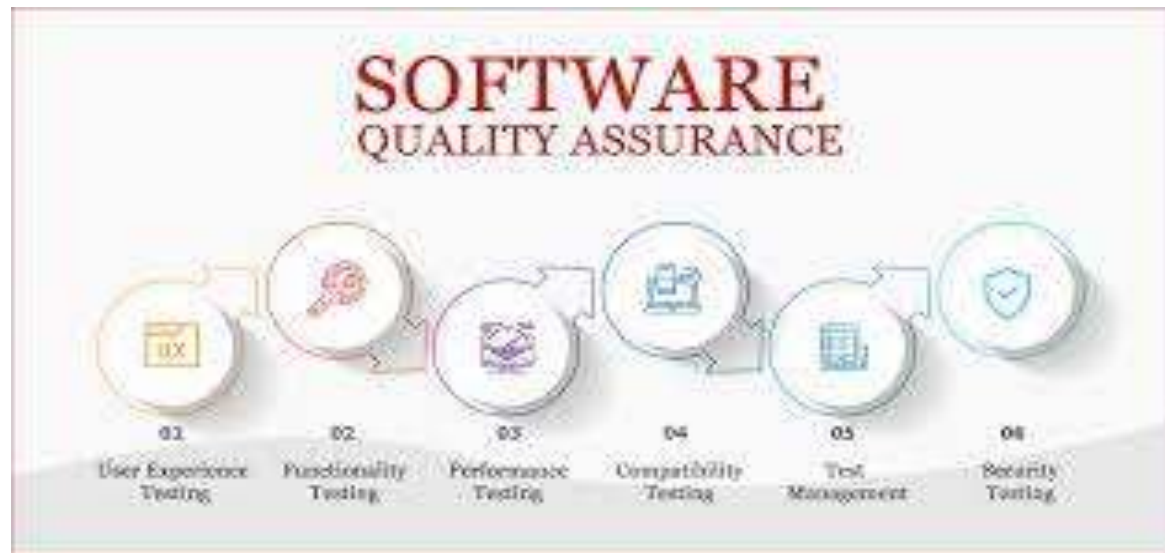 SOFTWARE
QUALITY ASSURANCE
UX
01
User Experience
Testing
02
Functionality
Testing
03
Performance
Testing
04
Compatibility
Testing
05
Test
Management
06
Security
Testing